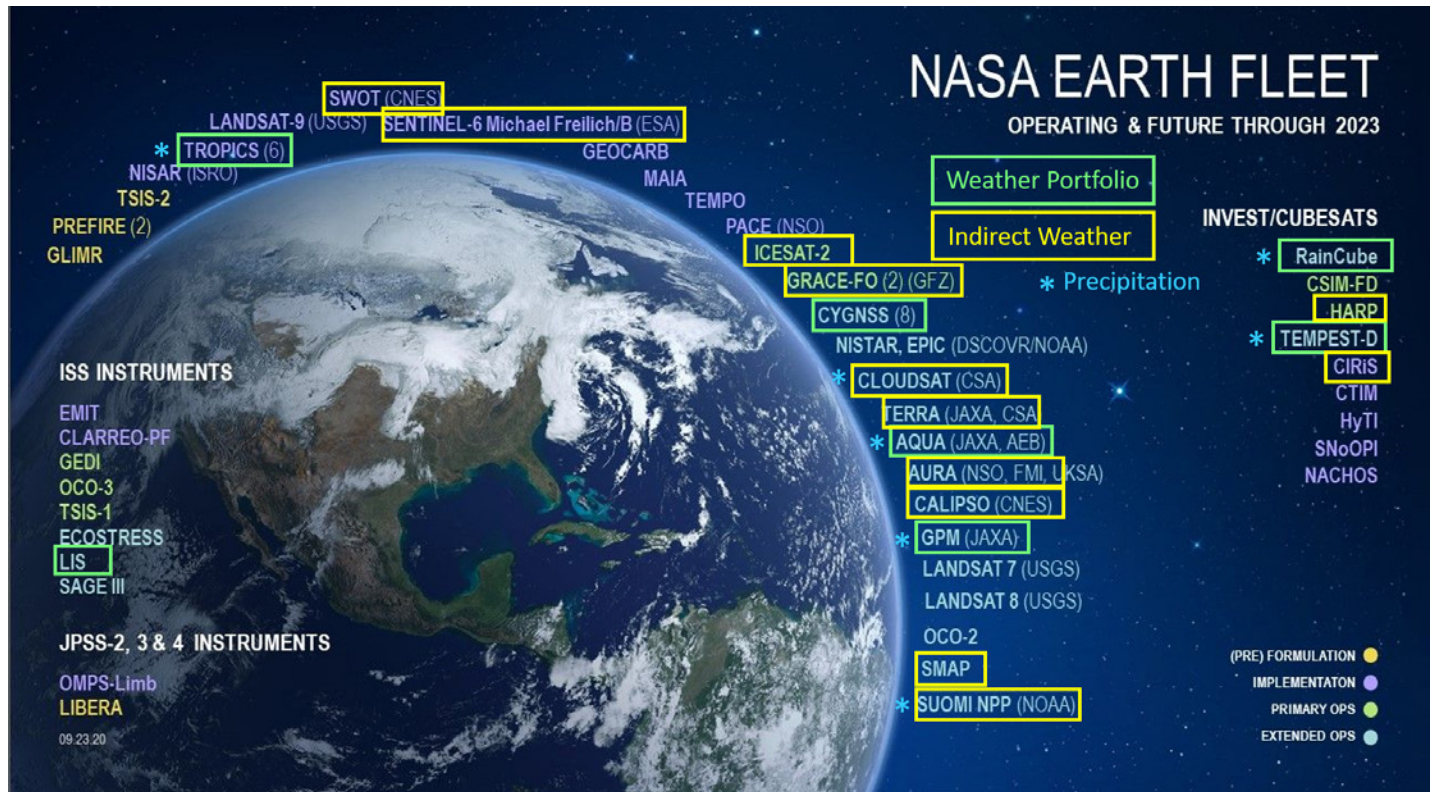 NASA EARTH FLEET
OPERATING & FUTURE THROUGH 2023
SWOT (CNES)
LANDSAT-9 (USGS)
SENTINEL-6 Michael Freilich/B (ESA)
* TROPICS (6)
GEOCARB
NISAR (ISRO)
MAIA
TSIS-2
TEMPO
PREFIRE (2)
PACE (NSO)
GLIMR
ICESAT-2
GRACE-FO (2) (GFZ)
CYGNSS (8)
NISTAR, EPIC (DSCOVR/NOAA)
* CLOUDSAT (CSA)
TERRA (JAXA, CSA)
* AQUA (JAXA, AEB)
AURA (NSO, FMI, UKSA)
CALIPSO (CNES)
* GPM (JAXA)
LANDSAT 7 (USGS)
LANDSAT 8 (USGS)
OCO-2
SMAP
* SUOMI NPP (NOAA)
Weather Portfolio
Indirect Weather
* Precipitation
INVEST/CUBESATS
* RainCube
CSIM-FD
HARP
* TEMPEST-D
CIRiS
CTIM
HyTI
SNoOPI
NACHOS
ISS INSTRUMENTS
EMIT
CLARREO-PF
GEDI
OCO-3
TSIS-1
ECOSTRESS
LIS
SAGE III
JPSS-2, 3 & 4 INSTRUMENTS
OMPS-Limb
LIBERA
09.23.20
(PRE) FORMULATION
IMPLEMENTATON
PRIMARY OPS
EXTENDED OPS